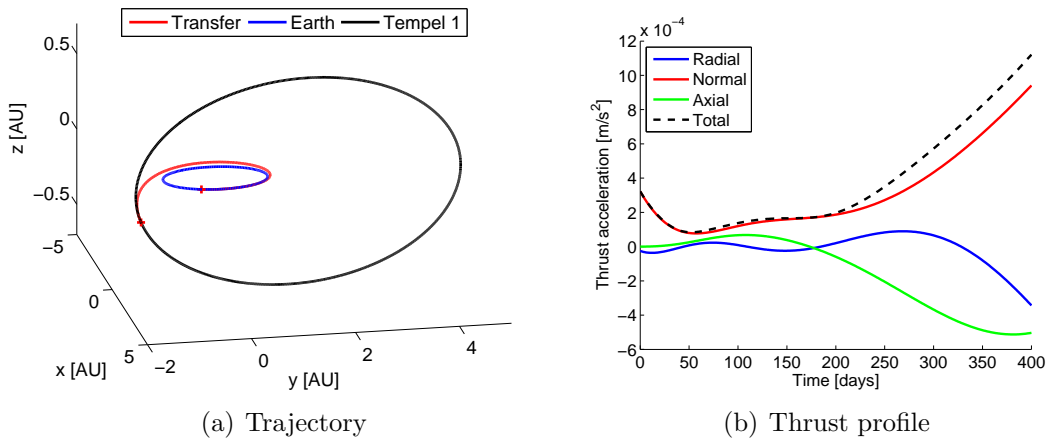 Transfer Earth Tempel 1
0.5
0
−0.5
z [AU]
−5
0
5
x [AU]
−2
0
2
4
y [AU]
(a) Trajectory
x 10⁻⁴
12
10
8
6
4
2
0
−2
−4
−6
Thrust acceleration [m/s²]
Radial
Normal
Axial
Total
0 50 100 150 200 250 300 350 400
Time [days]
(b) Thrust profile